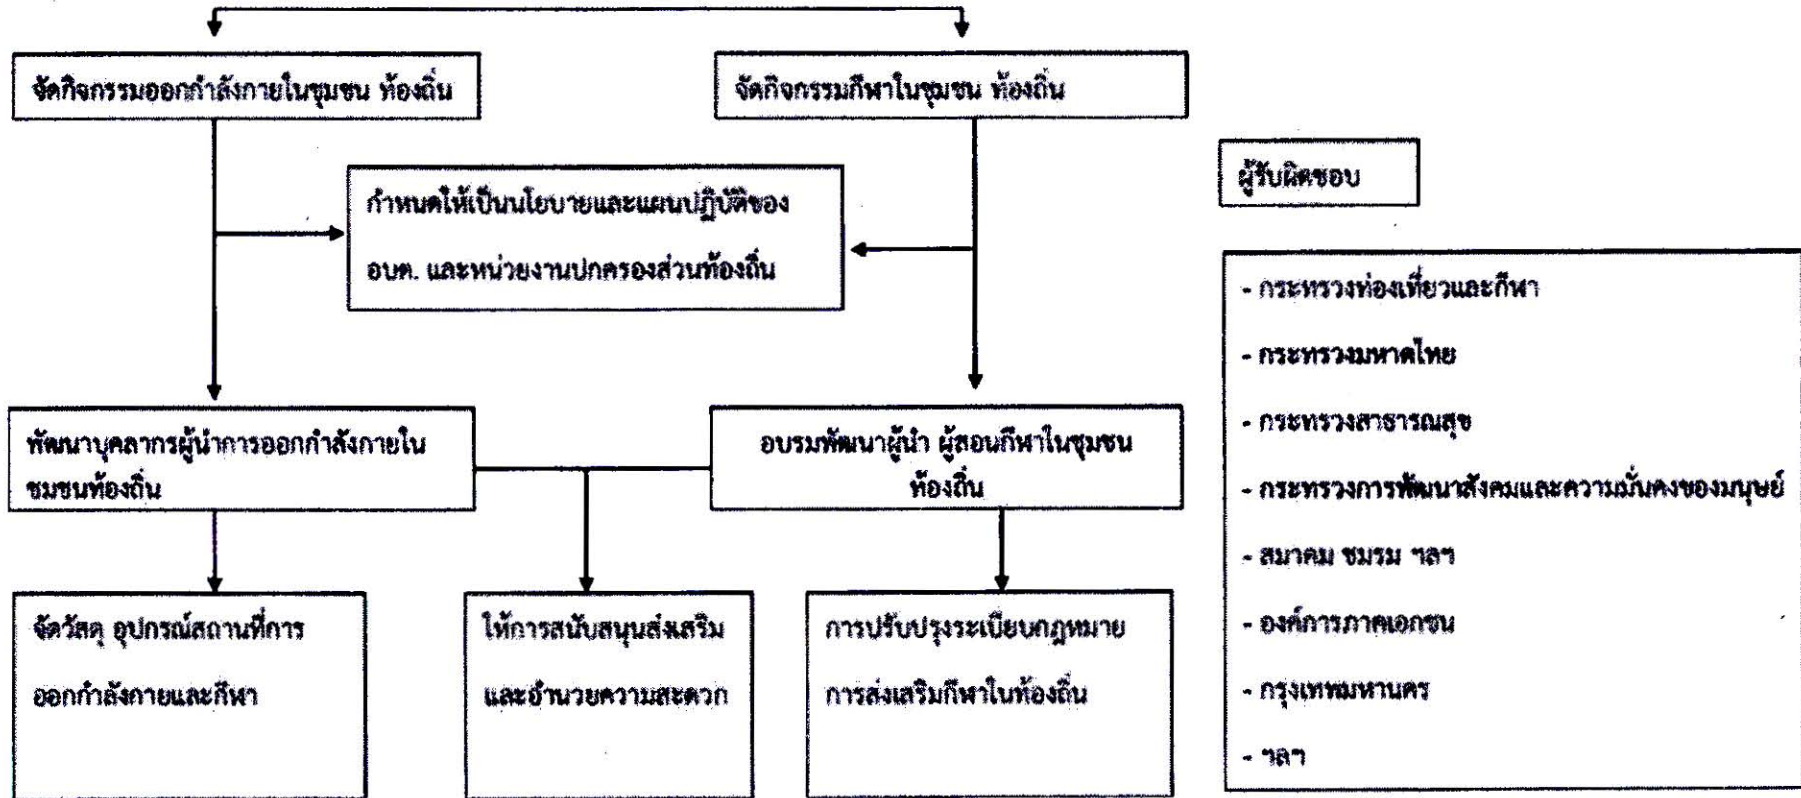 จัดกิจกรรมออกกำลังกายในชุมชน ท้องถิ่น
จัดกิจกรรมกีฬาในชุมชน ท้องถิ่น
กำหนดให้เป็นนโยบายและแผนปฏิบัติของ
อบต. และหน่วยงานปกครองส่วนท้องถิ่น
พัฒนาบุคลากรผู้นำการออกกำลังกายใน
ชมชนท้องถิ่น
อบรมพัฒนาผู้นำ ผู้สอนกีฬาในชุมชน
ท้องถิ่น
จัดวัสดุ อุปกรณ์สถานที่การ
ออกกำลังกายและกีฬา
ให้การสนับสนุนส่งเสริม
และอำนวยความสะดวก
การปรับปรุงระเบียบกฎหมาย
การส่งเสริมกีฬาในท้องถิ่น
ผู้รับผิดชอบ
- กระทรวงท่องเที่ยวและกีฬา
- กระทรวงมหาดไทย
- กระทรวงสาธารณสุข
- กระทรวงการพัฒนาสังคมและความมั่นคงของมนุษย์
- สมาคม ชมรม ฯลฯ
- องค์การภาคเอกชน
- กรุงเทพมหานคร
- ฯลฯ